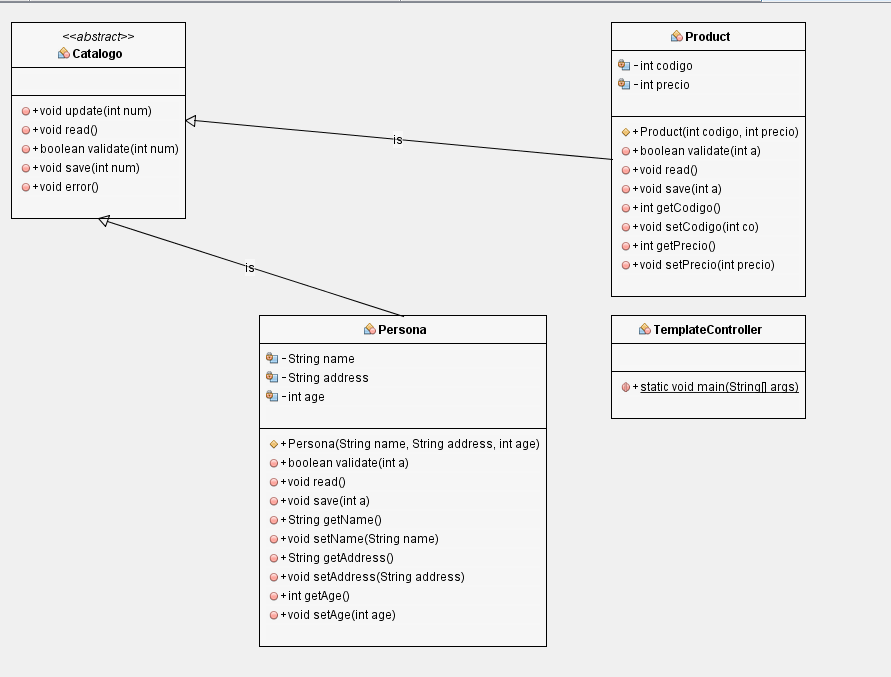 <<abstract>>
Catalogo
+void update(int num)
+void read()
+boolean validate(int num)
+void save(int num)
+void error()
is
is
Product
-int codigo
-int precio
+Product(int codigo, int precio)
+boolean validate(int a)
+void read()
+void save(int a)
+int getCodigo()
+void setCodigo(int co)
+int getPrecio()
+void setPrecio(int precio)
Persona
-String name
-String address
-int age
+Persona(String name, String address, int age)
+boolean validate(int a)
+void read()
+void save(int a)
+String getName()
+void setName(String name)
+String getAddress()
+void setAddress(String address)
+int getAge()
+void setAge(int age)
TemplateController
+static void main(String[] args)